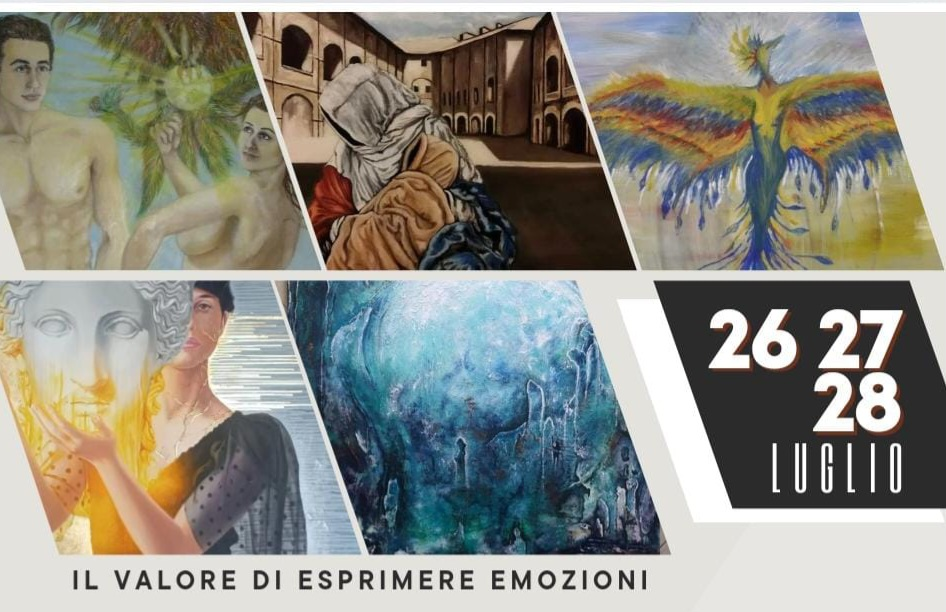 26 27
28
LUGLIO
IL VALORE DI ESPRIMERE EMOZIONI